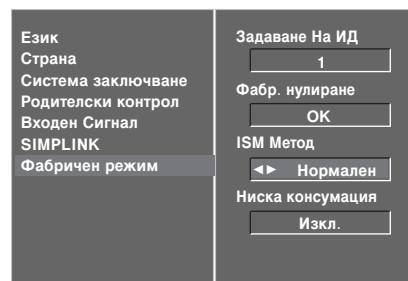 Език
Страна
Система заключване
Родителски контрол
Входен Сигнал
SIMPLINK
Фабричен режим
Задаване На ИД
1
Фабр. нулиране
OK
ISM Метод
◄► Нормален
Ниска консумация
Изкл.